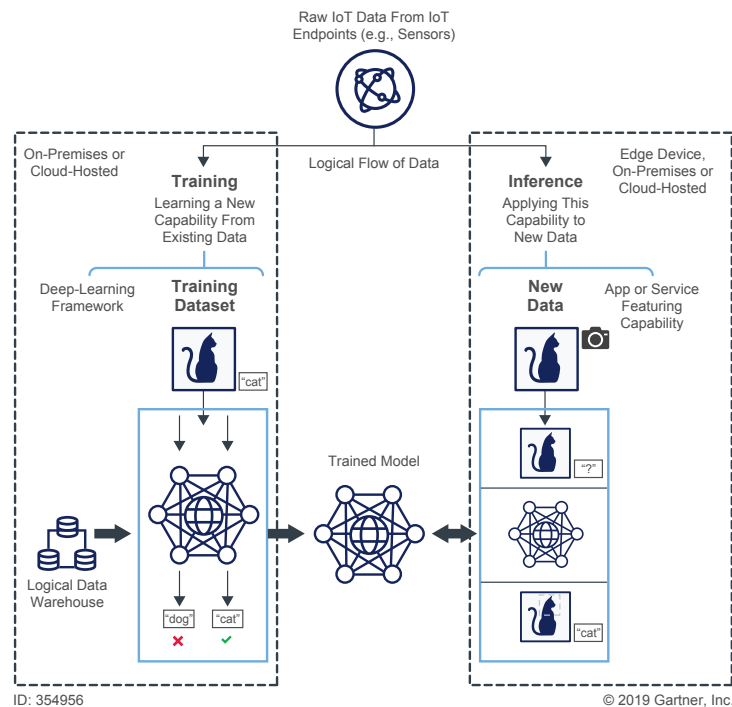 Raw IoT Data From IoT
Endpoints (e.g., Sensors)
On-Premises or
Cloud-Hosted
Logical Flow of Data
Edge Device,
On-Premises or
Cloud-Hosted
Training
Learning a New
Capability From
Existing Data
Inference
Applying This
Capability to
New Data
Deep-Learning
Framework
Training
Dataset
New
Data
App or Service
Featuring
Capability
"cat"
"?"
Trained Model
Logical Data
Warehouse
"dog"
"cat"
"cat"
ID: 354956
© 2019 Gartner, Inc.